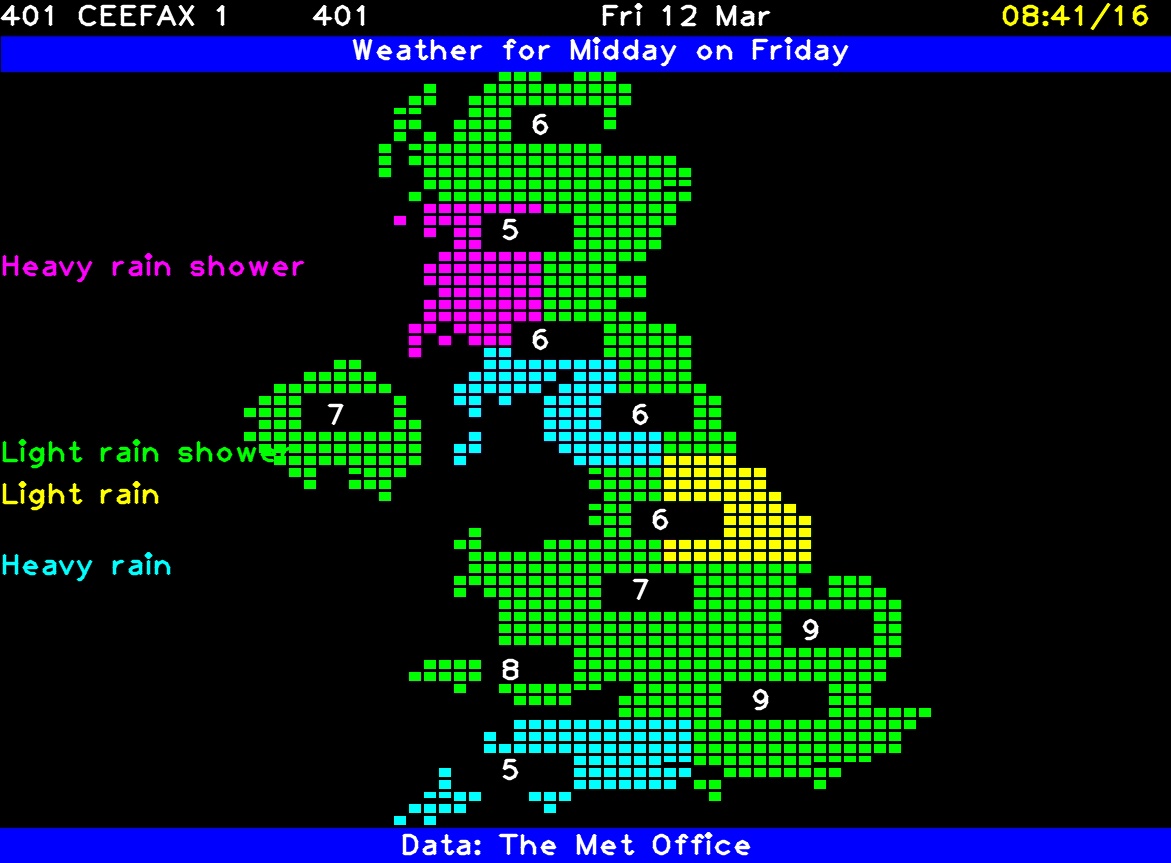 401 CEEFAX 1 401 Fri 12 Mar 08:41/16
Weather for Midday on Friday
6
5
Heavy rain shower
6
7 6
Light rain shower
Light rain
6
Heavy rain
7
9
8
9
5
Data: The Met Office